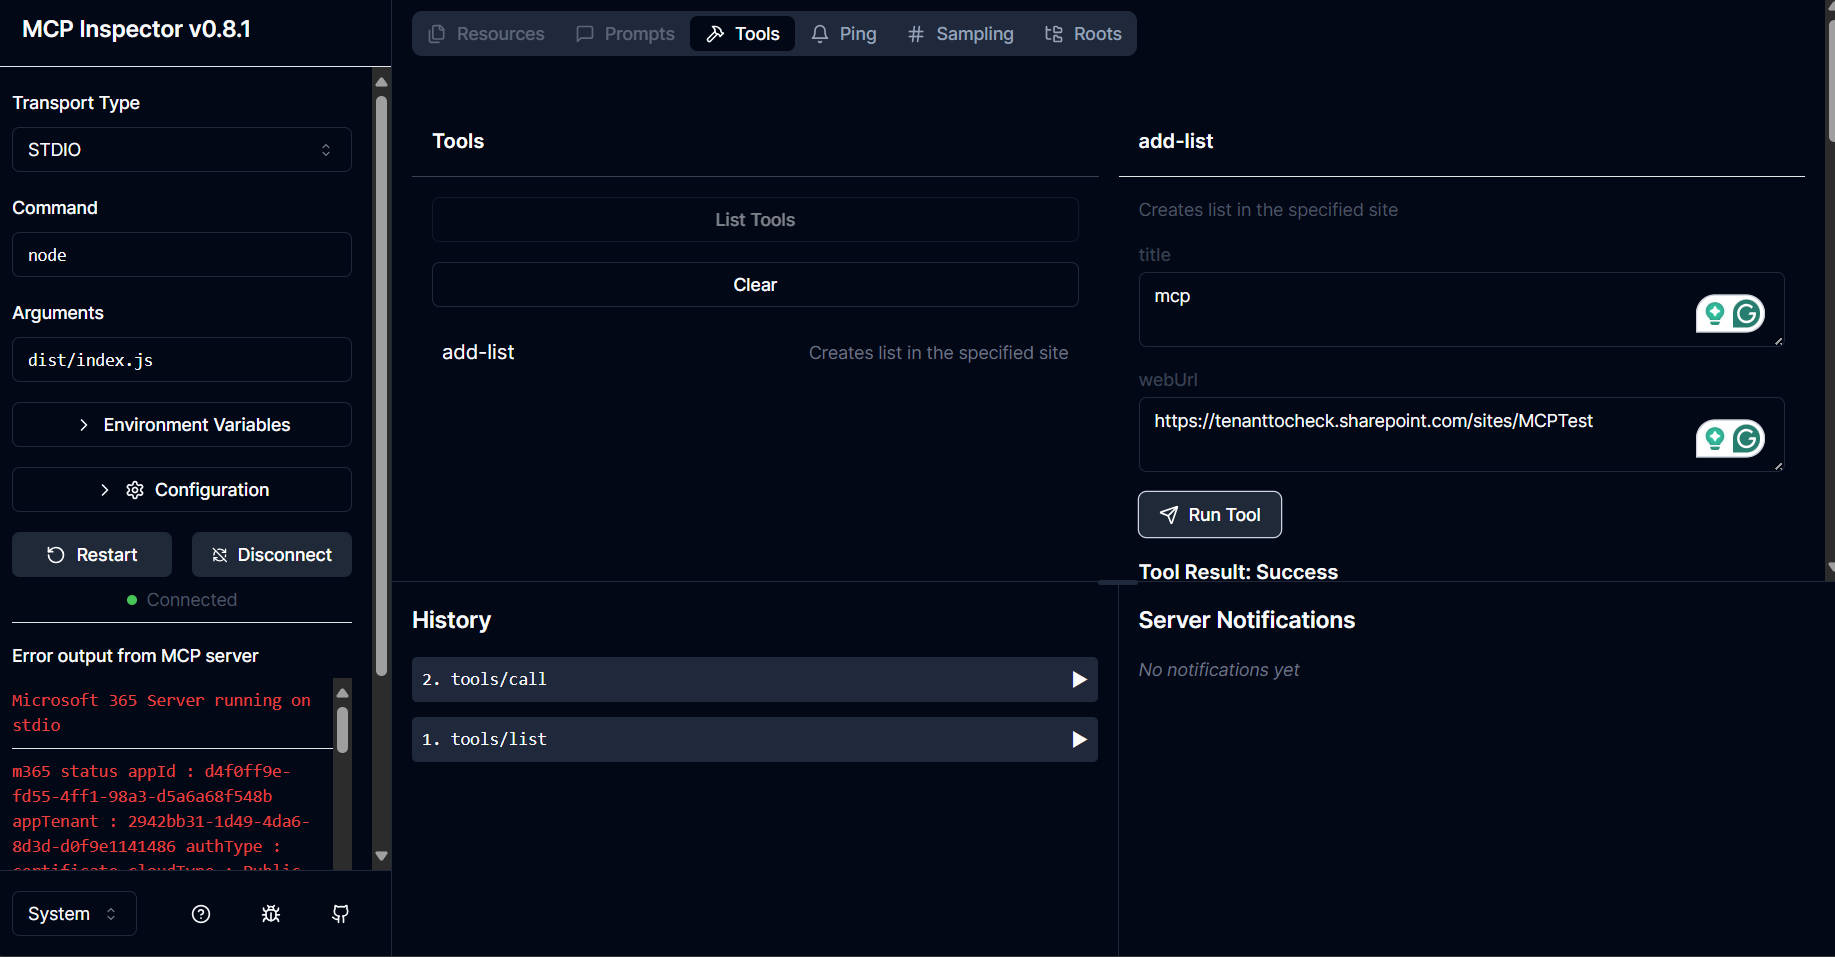 MCP Inspector v0.8.1
Transport Type
STDIO
Command
node
Arguments
dist/index.js
Environment Variables
Configuration
Restart
Disconnect
Connected
Error output from MCP server
Microsoft 365 Server running on
stdio
m365 status appId : d4f0ff9e-
fd55-4ff1-98a3-d5a6a68f548b
appTenant : 2942bb31-1d49-4da6-
8d3d-d0f9e1141486 authType :
certificate cloudType : Public
System
Resources
Prompts
Tools
Ping
Sampling
Roots
Tools
List Tools
Clear
add-list
Creates list in the specified site
add-list
Creates list in the specified site
title
mcp
webUrl
https://tenanttocheck.sharepoint.com/sites/MCPTest
Run Tool
Tool Result: Success
History
2. tools/call
1. tools/list
Server Notifications
No notifications yet